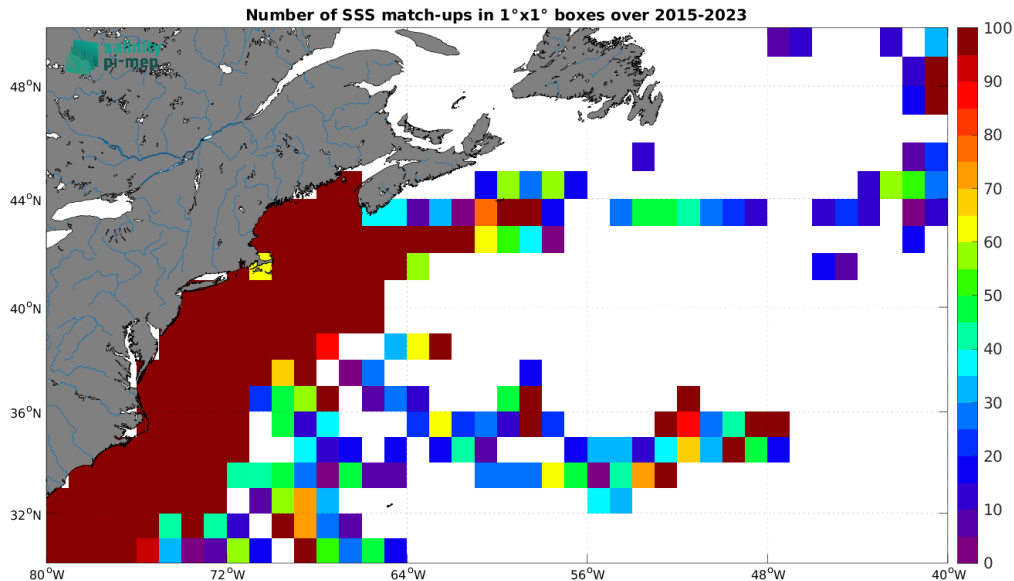 Number of SSS match-ups in 1°x1° boxes over 2015-2023
salinity
pi-mep
48°N
44°N
40°N
36°N
32°N
80°W 72°W 64°W 56°W 48°W 40°W
100
90
80
70
60
50
40
30
20
10
0